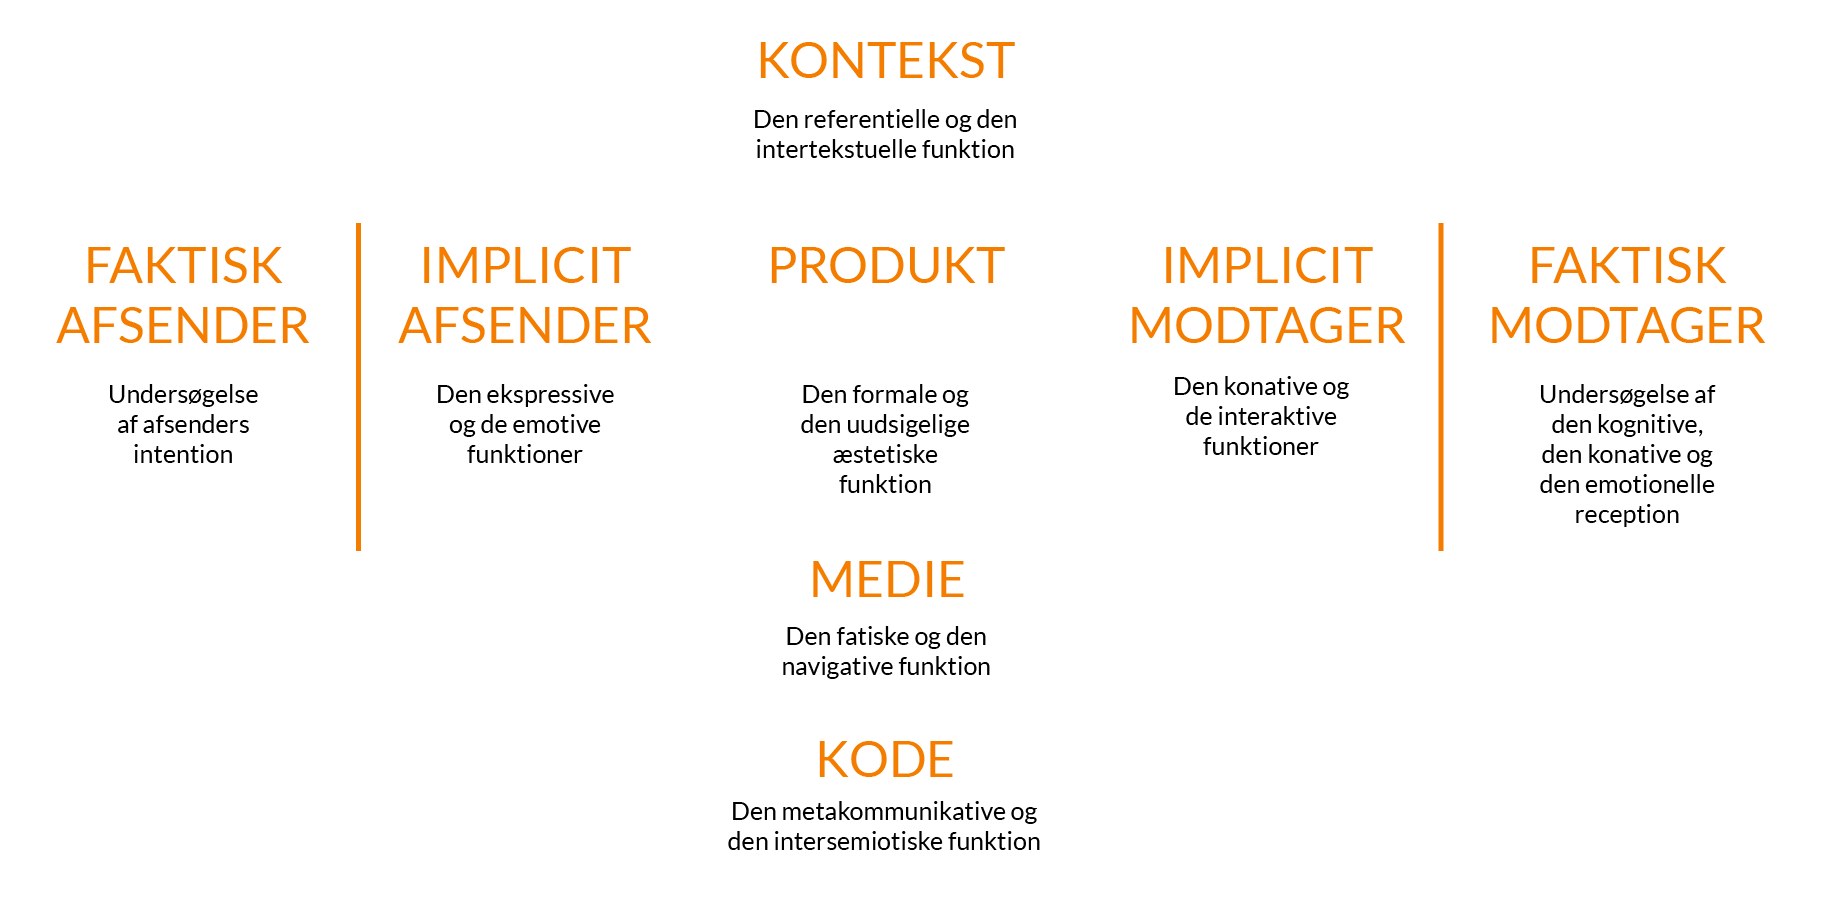 KONTEKST
Den referentielle og den
intertekstuelle funktion
FAKTISK
AFSENDER
Undersøgelse
af afsenders
intention
IMPLICIT
AFSENDER
Den ekspressive
og de emotive
funktioner
PRODUKT
Den formale og
den uudsigelige
æstetiske
funktion
IMPLICIT
MODTAGER
Den konative og
de interaktive
funktioner
FAKTISK
MODTAGER
Undersøgelse af
den kognitive,
den konative og
den emotionelle
reception
MEDIE
Den fatiske og den
navigative funktion
KODE
Den metakommunikative og
den intersemiotiske funktion